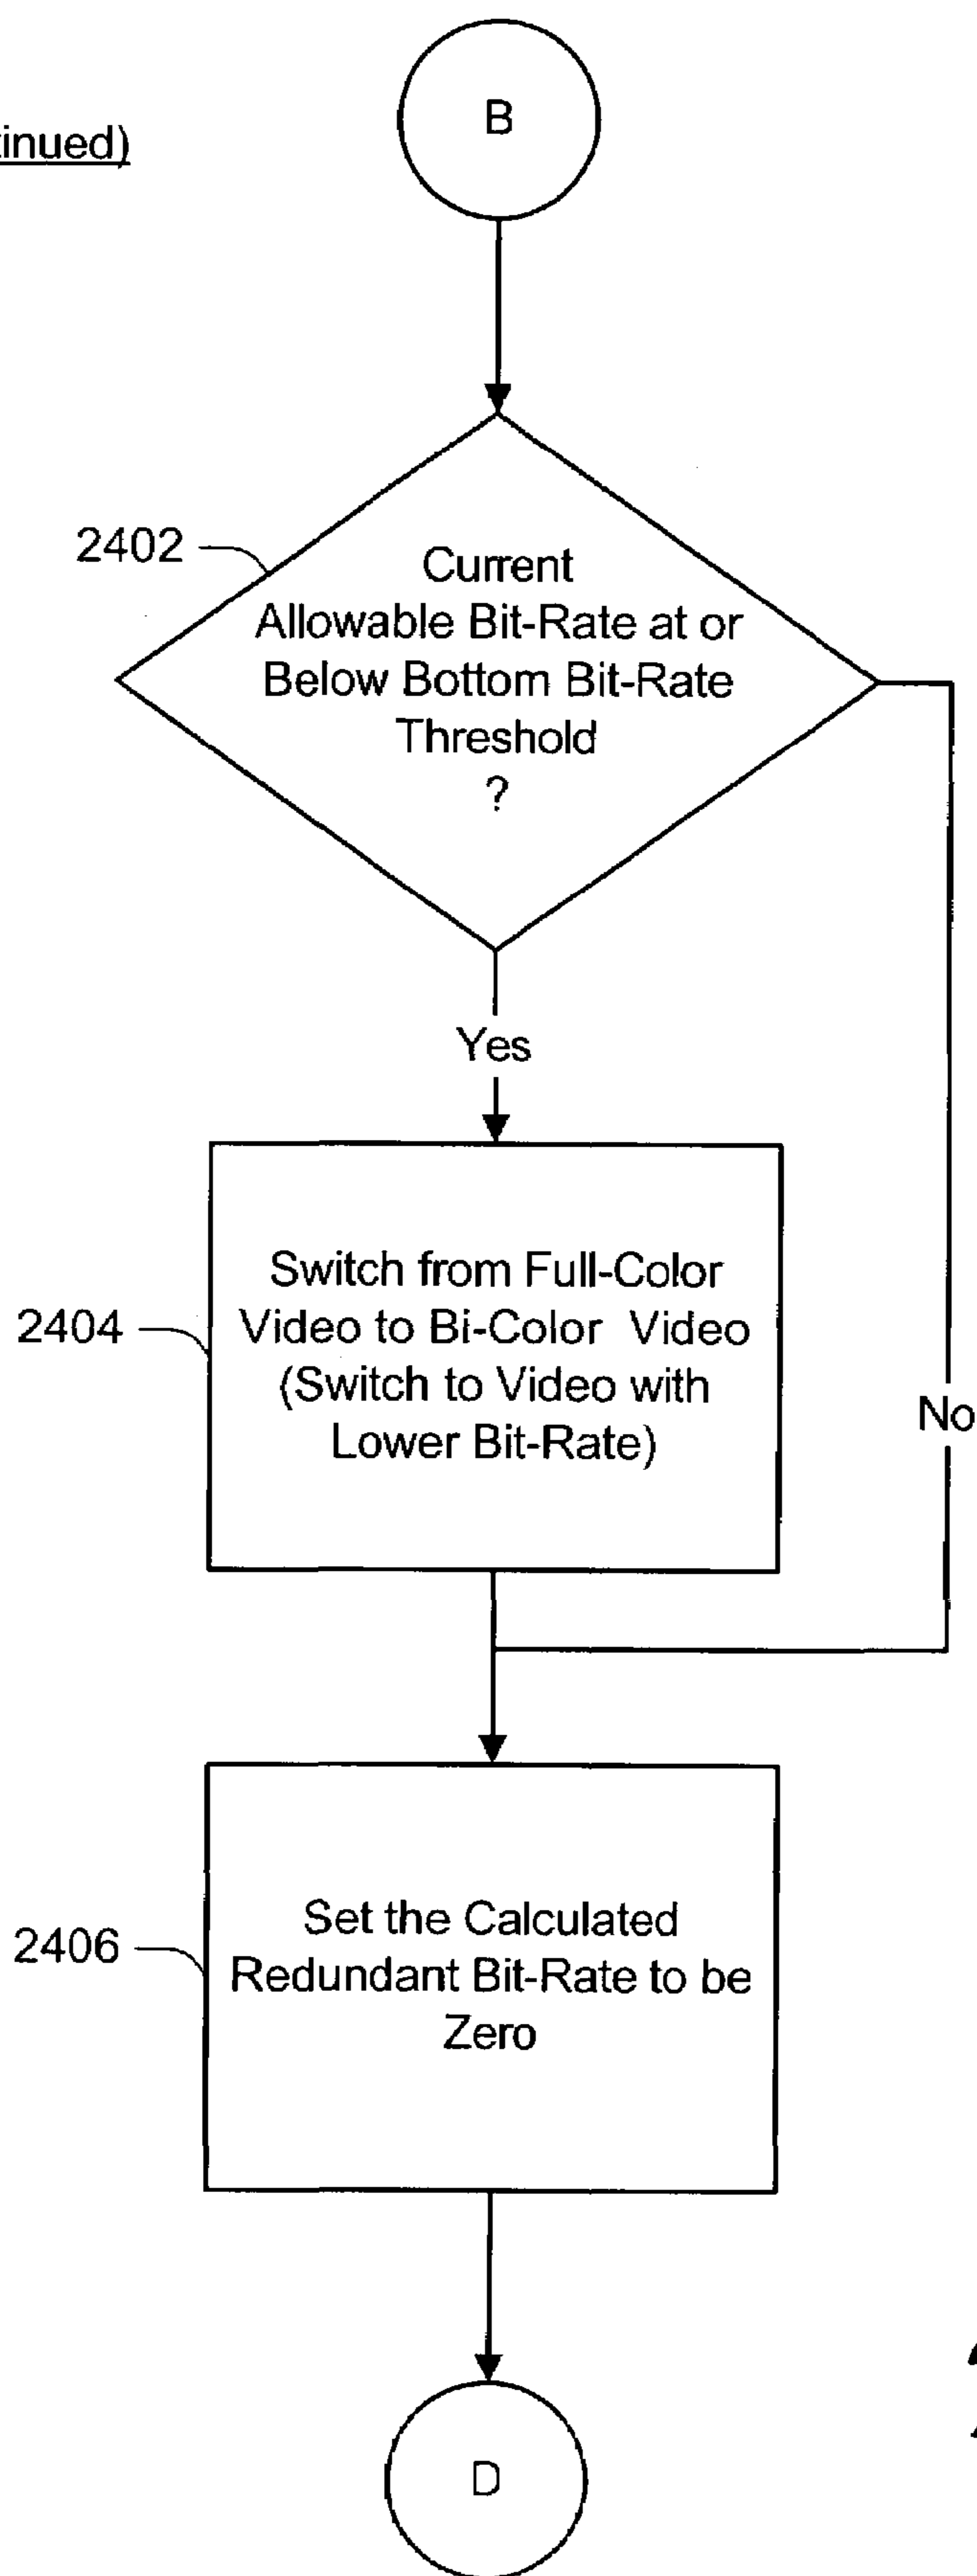 B
2402
Current
Allowable Bit-Rate at or
Below Bottom Bit-Rate
Threshold
?
Yes
2404
Switch from Full-Color
Video to Bi-Color Video
(Switch to Video with
Lower Bit-Rate)
No
2406
Set the Calculated
Redundant Bit-Rate to be
Zero
D